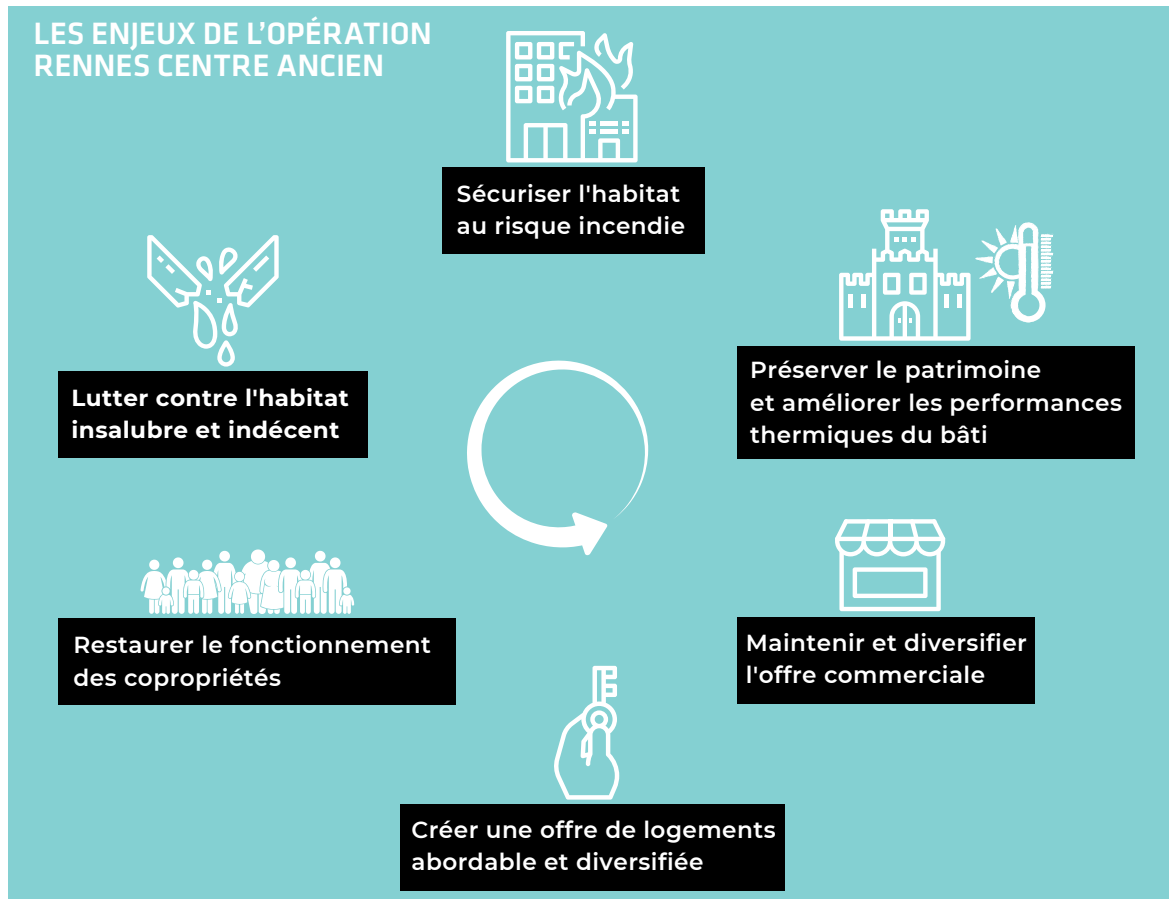 LES ENJEUX DE L'OPÉRATION
RENNES CENTRE ANCIEN
Sécuriser l'habitat
au risque incendie
Préserver le patrimoine
et améliorer les performances
thermiques du bâti
Maintenir et diversifier
l'offre commerciale
Créer une offre de logements
abordable et diversifiée
Restaurer le fonctionnement
des copropriétés
Lutter contre l'habitat
insalubre et indécent